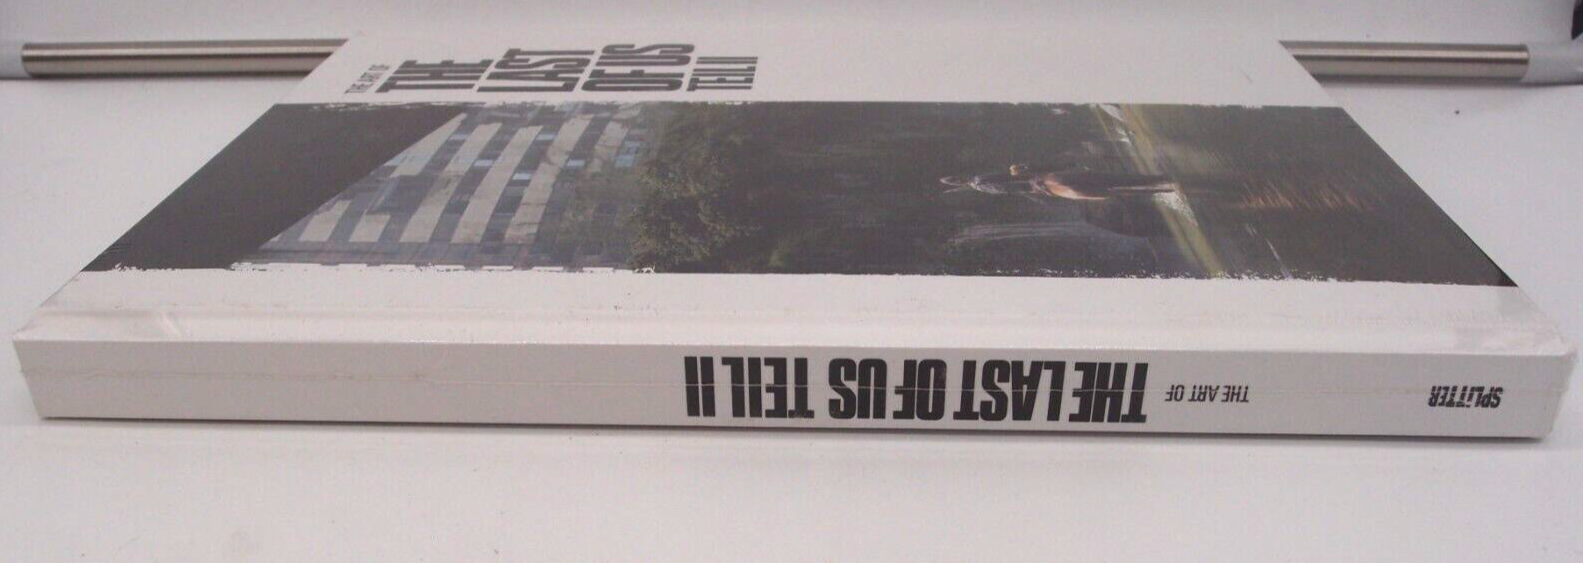 THE ART OF
THE
LAST
OF US
TEIL II
SPLITTER
THE ART OF
THE LAST OF US TEIL II